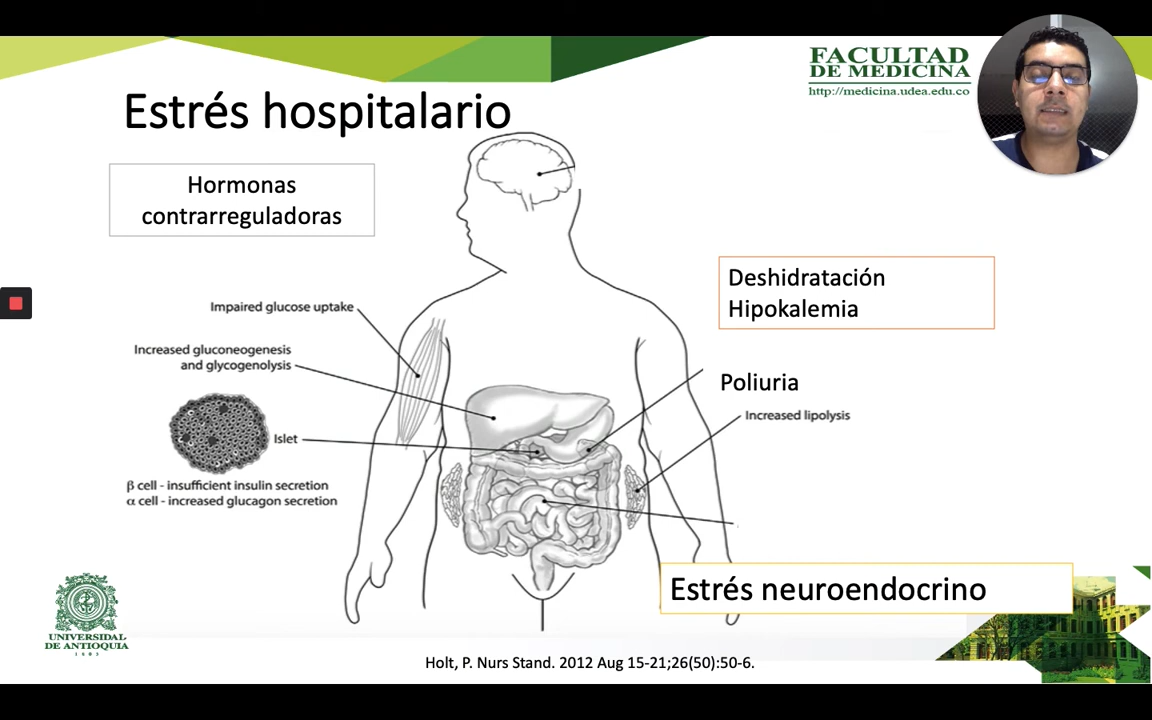 FACULTAD
DE MEDICINA
http://medicina.udea.edu.co
Estrés hospitalario
Hormonas
contrarreguladoras
Deshidratación
Hipokalemia
Impaired glucose uptake
Increased gluconeogenesis
and glycogenolysis
Poliuria
Increased lipolysis
Islet
β cell - insufficient insulin secretion
α cell - increased glucagon secretion
Estrés neuroendocrino
UNIVERSIDAD
DE ANTIOQUIA
1803
Holt, P. Nurs Stand. 2012 Aug 15-21;26(50):50-6.